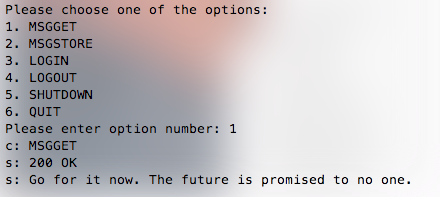 Please choose one of the options:
1. MSGGET
2. MSGSTORE
3. LOGIN
4. LOGOUT
5. SHUTDOWN
6. QUIT
Please enter option number: 1
c: MSGGET
s: 200 OK
s: Go for it now. The future is promised to no one.